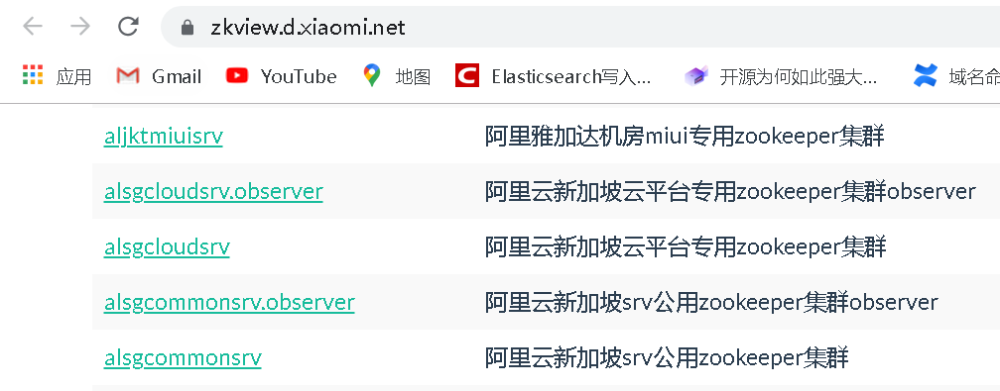 zkview.d.xiaomi.net
应用 Gmail YouTube 地图 Elasticsearch写入... 开源为何如此强大... 域名命
aljktmiuisrv 阿里雅加达机房miui专用zookeeper集群
alsgcloudsrv.observer 阿里云新加坡云平台专用zookeeper集群observer
alsgcloudsrv 阿里云新加坡云平台专用zookeeper集群
alsgcommonsrv.observer 阿里云新加坡srv公用zookeeper集群observer
alsgcommonsrv 阿里云新加坡srv公用zookeeper集群